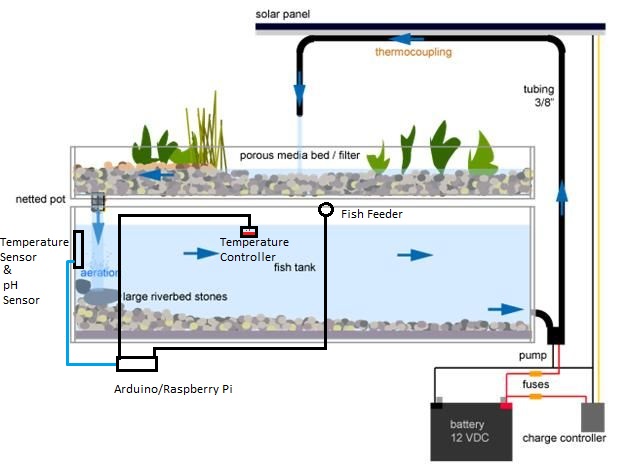 solar panel
thermocoupling
tubing
3/8"
porous media bed / filter
netted pot
Fish Feeder
Temperature
Sensor
&
pH
Sensor
Temperature
Controller
fish tank
aeration
large riverbed stones
pump
fuses
Arduino/Raspberry Pi
battery
12 VDC
charge controller